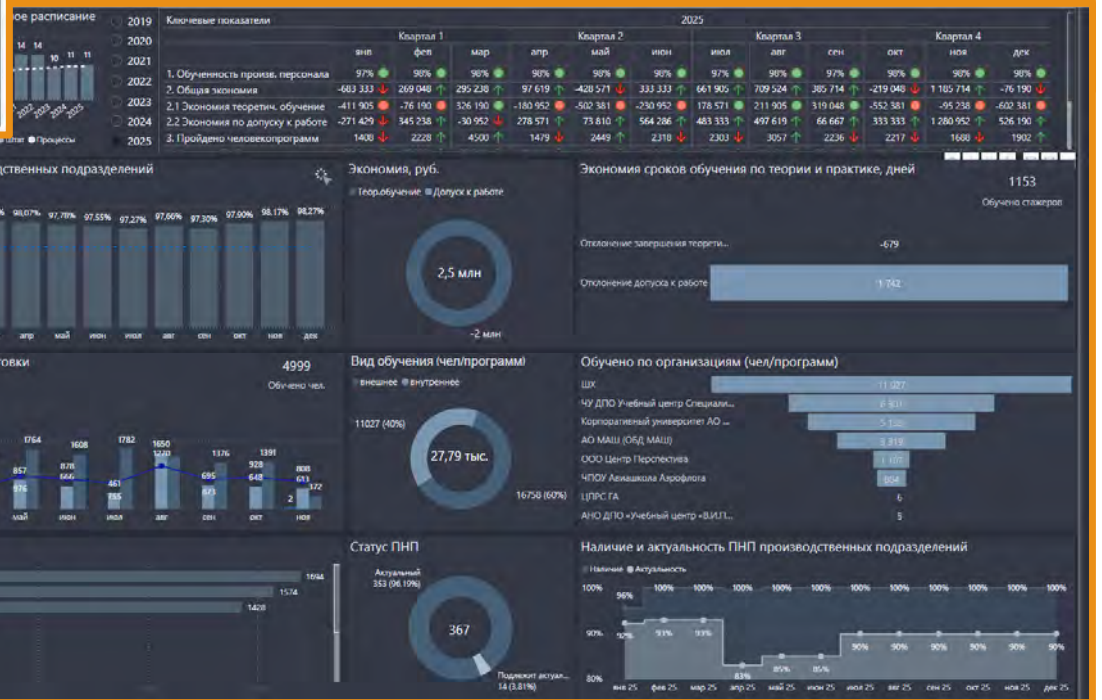 ое расписание
14 14 10 11 11
2022 2023 2024 2025
Процессы
2019
2020
2021
2022
2023
2024
2025
Ключевые показатели 2025
Квартал 1 Квартал 2 Квартал 3 Квартал 4
янв фев мар апр май июн июл авг сен окт ноя дек
1. Обученность произв. персонала 97% 98% 98% 98% 98% 98% 97% 98% 97% 98% 98% 98%
2. Общая экономия -683 333 269 048 295 238 97 619 -428 571 333 333 661 905 709 524 385 714 -219 048 1 185 714 -76 190
2.1 Экономия теоретич. обучение -411 905 -76 190 326 190 -180 952 -502 381 -230 952 178 571 211 905 319 048 -552 381 -95 238 -602 381
2.2 Экономия по допуску к работе -271 429 345 238 -30 952 278 571 73 810 564 286 483 333 497 619 66 667 333 333 1 280 952 526 190
3. Пройдено человекопрограмм 1408 2228 4500 1479 2449 2318 2303 3057 2236 2217 1688 1902
дственных подразделений
98,07% 97,78% 97.55% 97,27% 97,66% 97,30% 97.90% 98.17% 98,27%
апр май июн июл авг сен окт ноя дек
Экономия, руб.
Теор.обучение Допуск к работе
2,5 млн
-2 млн
Экономия сроков обучения по теории и практике, дней
1153
Обучено стажеров
Отклонение завершения теорети... -679
Отклонение допуска к работе 1 742
товки
4999
Обучено чел.
1764 1608 1782 1650 1376 1391
857 878 666 461 1220 695 928 648 808 613
976 755 673 2 372
май июн июл авг сен окт ноя
Вид обучения (чел/программ)
внешнее внутреннее
11027 (40%)
27,79 тыс.
16758 (60%)
Обучено по организациям (чел/программ)
ШХ 11 027
ЧУ ДПО Учебный центр Специали...
Корпоративный университет АО ...
АО МАШ (ОБД МАШ) 3 319
ООО Центр Перспектива
ЧПОУ Авиашкола Аэрофлота 804
ЦПРС ГА 6
АНО ДПО «Учебный центр «В.И.П... 5
1694
1574
1428
Статус ПНП
Актуальный
353 (96.19%)
367
Подлежит актуал...
14 (3.81%)
Наличие и актуальность ПНП производственных подразделений
Наличие Актуальность
100% 96% 100% 100% 100% 100% 100% 100% 100% 100% 100% 100% 100%
90% 92% 93% 93% 83% 85% 85% 90% 90% 90% 90% 90% 90%
80%
янв 25 фев 25 мар 25 апр 25 май 25 июн 25 июл 25 авг 25 сен 25 окт 25 ноя 25 дек 25